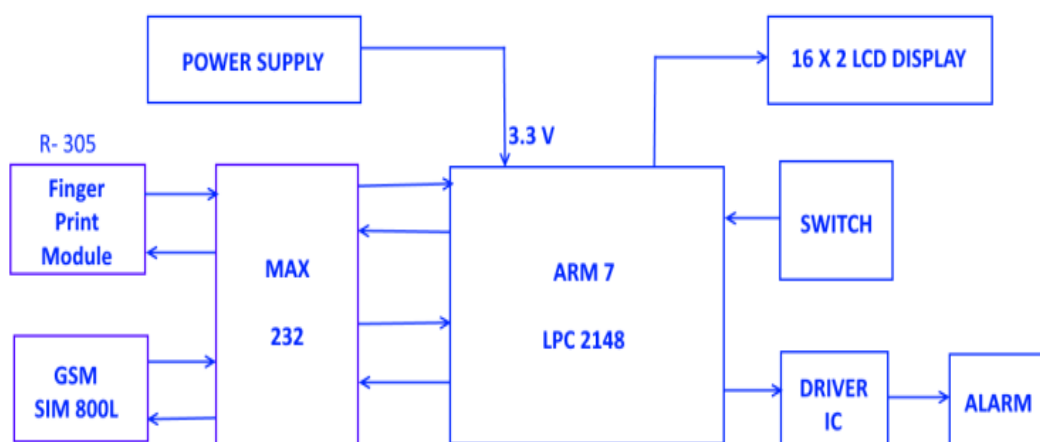 POWER SUPPLY
16 X 2 LCD DISPLAY
3.3 V
R- 305
Finger
Print
Module
MAX
232
ARM 7
LPC 2148
SWITCH
GSM
SIM 800L
DRIVER
IC
ALARM